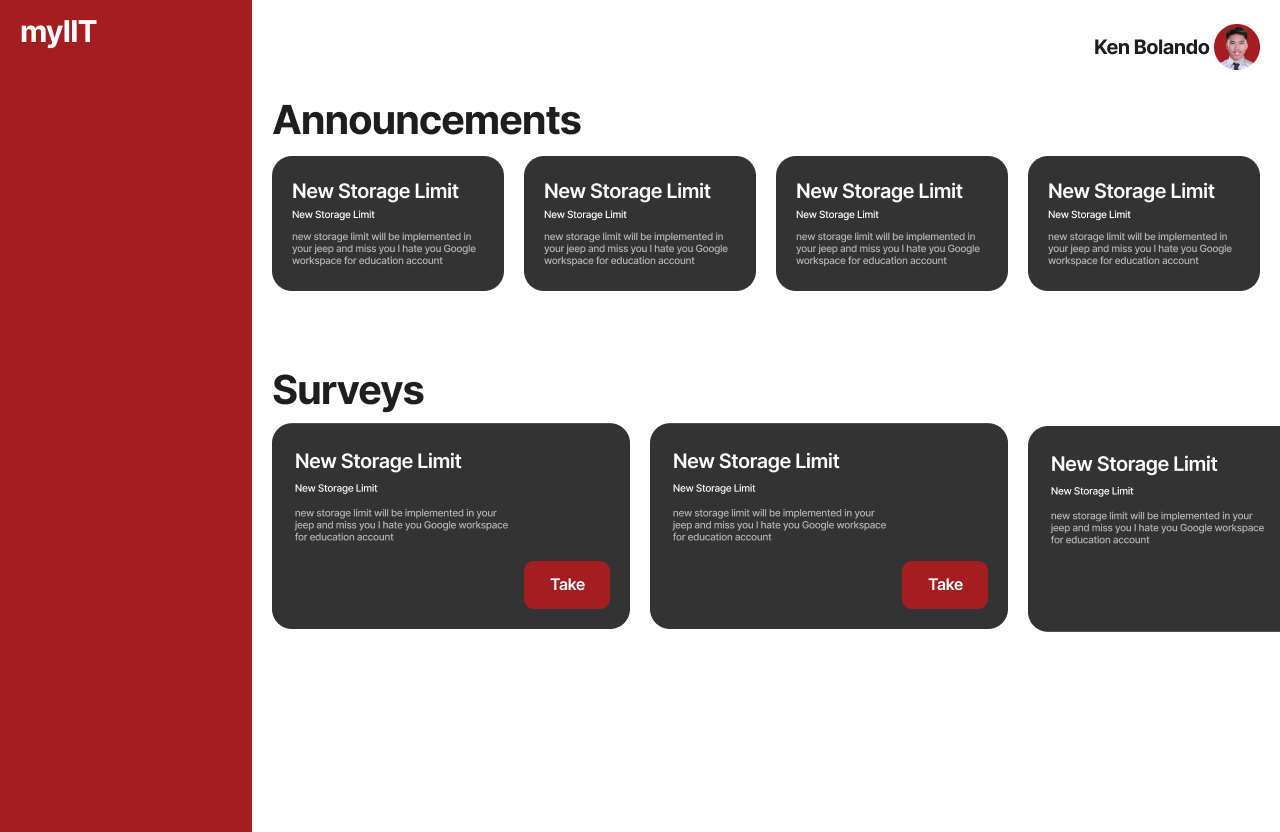 myIIT
Ken Bolando
Announcements
New Storage Limit
New Storage Limit
new storage limit will be implemented in
your jeep and miss you I hate you Google
workspace for education account
New Storage Limit
New Storage Limit
new storage limit will be implemented in
your jeep and miss you I hate you Google
workspace for education account
New Storage Limit
New Storage Limit
new storage limit will be implemented in
your jeep and miss you I hate you Google
workspace for education account
New Storage Limit
New Storage Limit
new storage limit will be implemented in
your jeep and miss you I hate you Google
workspace for education account
Surveys
New Storage Limit
New Storage Limit
new storage limit will be implemented in your
jeep and miss you I hate you Google workspace
for education account
Take
New Storage Limit
New Storage Limit
new storage limit will be implemented in your
jeep and miss you I hate you Google workspace
for education account
Take
New Storage Limit
New Storage Limit
new storage limit will be implemented in your
jeep and miss you I hate you Google workspace
for education account